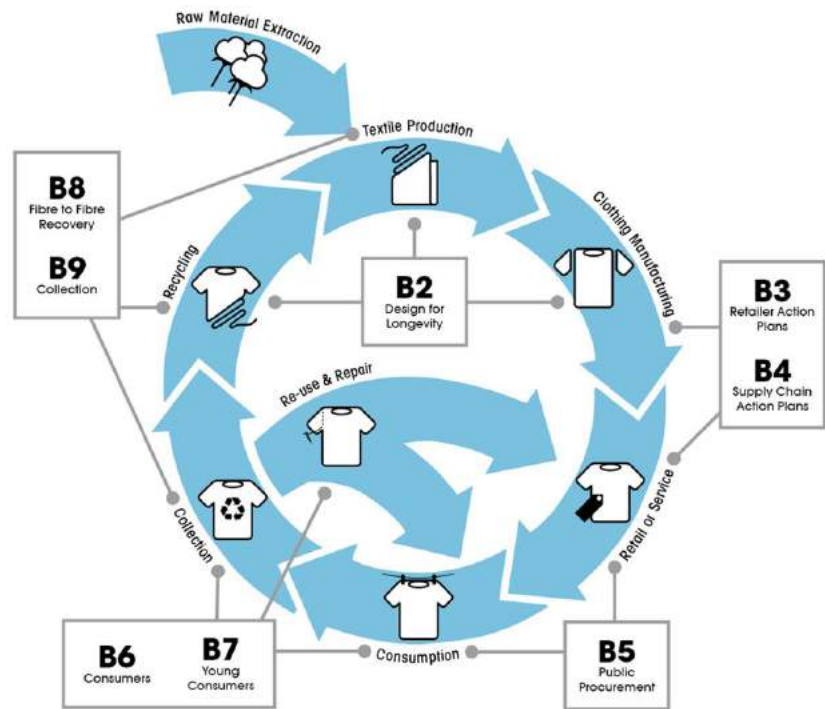 Raw Material Extraction
Textile Production
Clothing Manufacturing
Retail or Service
Consumption
Collection
Recycling
Re-use & Repair
B8
Fibre to Fibre
Recovery
B9
Collection
B2
Design for
Longevity
B3
Retailer Action
Plans
B4
Supply Chain
Action Plans
B6
Consumers
B7
Young
Consumers
B5
Public
Procurement